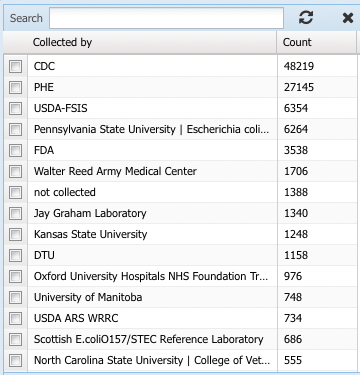 Search
Collected by Count
CDC 48219
PHE 27145
USDA-FSIS 6354
Pennsylvania State University | Escherichia coli... 6264
FDA 3538
Walter Reed Army Medical Center 1706
not collected 1388
Jay Graham Laboratory 1340
Kansas State University 1248
DTU 1158
Oxford University Hospitals NHS Foundation Tr... 976
University of Manitoba 748
USDA ARS WRRC 734
Scottish E.coliO157/STEC Reference Laboratory 686
North Carolina State University | College of Vet... 555